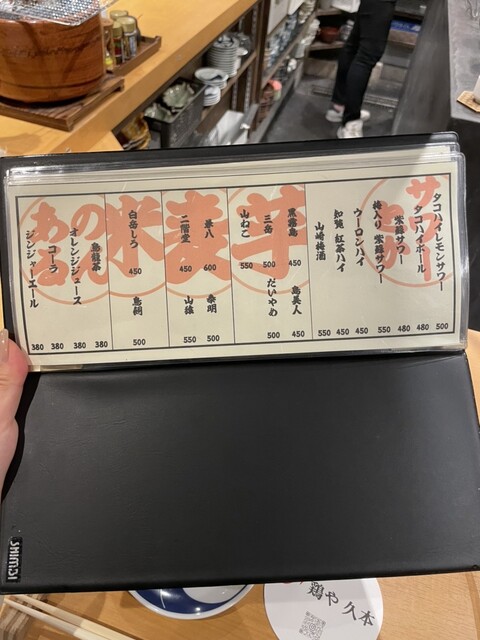 サワー
タコハイレモンサワー 500
タコハイボール 480
紫蘇サワー 480
梅入り 紫蘇サワー 550
ウーロンハイ 450
知覧 紅茶ハイ 450
山崎梅酒 550
芋
黒霧島 450
三岳 500
山ねこ 550
島美人 450
だいやめ 500
麦
兼八 600
二階堂 450
泰明 500
山猿 550
米
白岳しろ 450
鳥飼 500
のん
ある
烏龍茶 380
オレンジジュース 380
コーラ 380
ジンジャーエール 380
SHIMBI
鶏や 久本